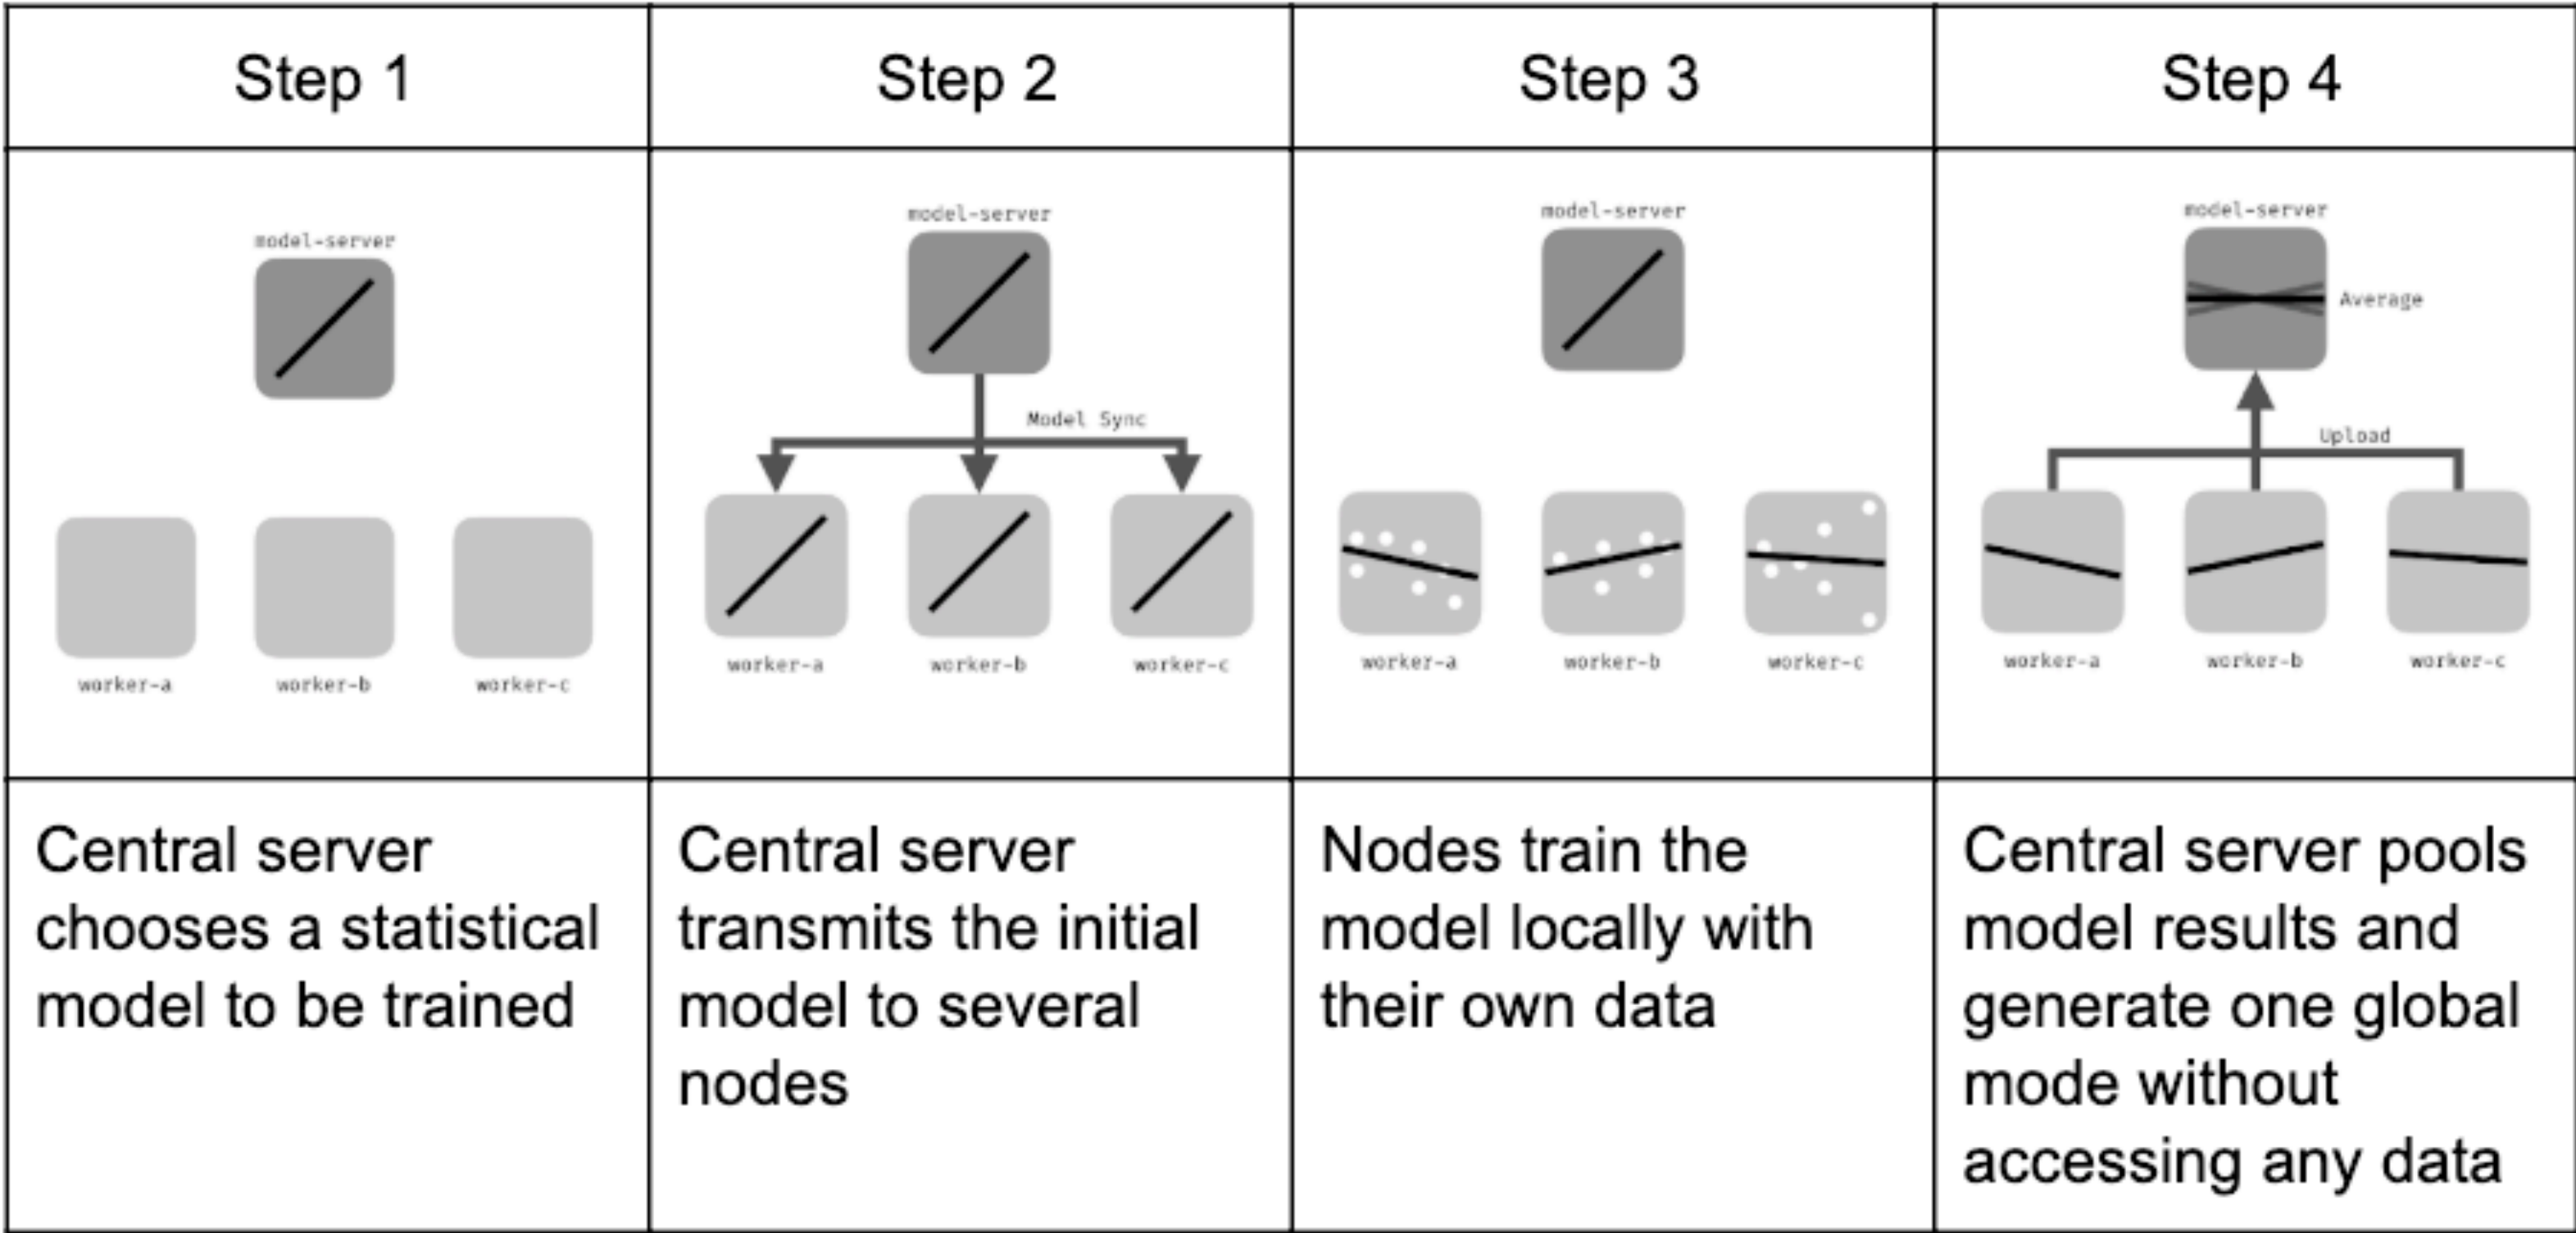 Step 1
Step 2
Step 3
Step 4
model-server
worker-a
worker-b
worker-c
model-server
Model Sync
worker-a
worker-b
worker-c
model-server
worker-a
worker-b
worker-c
model-server
Average
Upload
worker-a
worker-b
worker-c
Central server
chooses a statistical
model to be trained
Central server
transmits the initial
model to several
nodes
Nodes train the
model locally with
their own data
Central server pools
model results and
generate one global
mode without
accessing any data